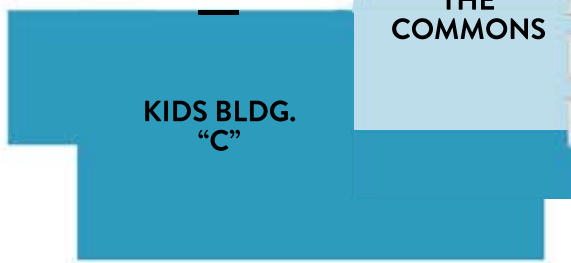 THE
COMMONS
KIDS BLDG.
“C”